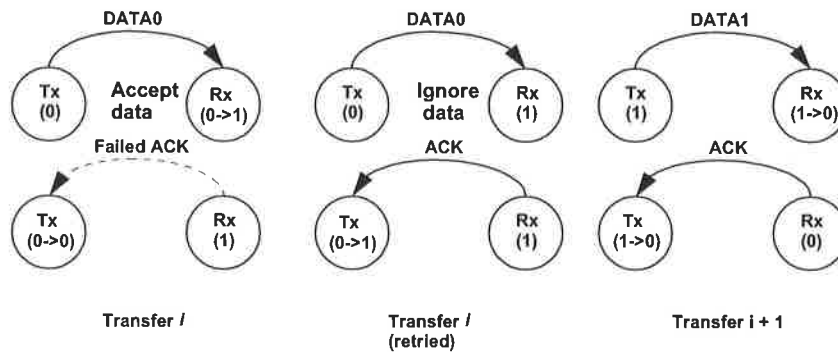 DATA0
DATA0
DATA1
Tx
(0)
Accept
data
Rx
(0->1)
Tx
(0)
Ignore
data
Rx
(1)
Tx
(1)
Rx
(1->0)
Failed ACK
ACK
ACK
Tx
(0->0)
Rx
(1)
Tx
(0->1)
Rx
(1)
Tx
(1->0)
Rx
(0)
Transfer i
Transfer i
(retried)
Transfer i + 1